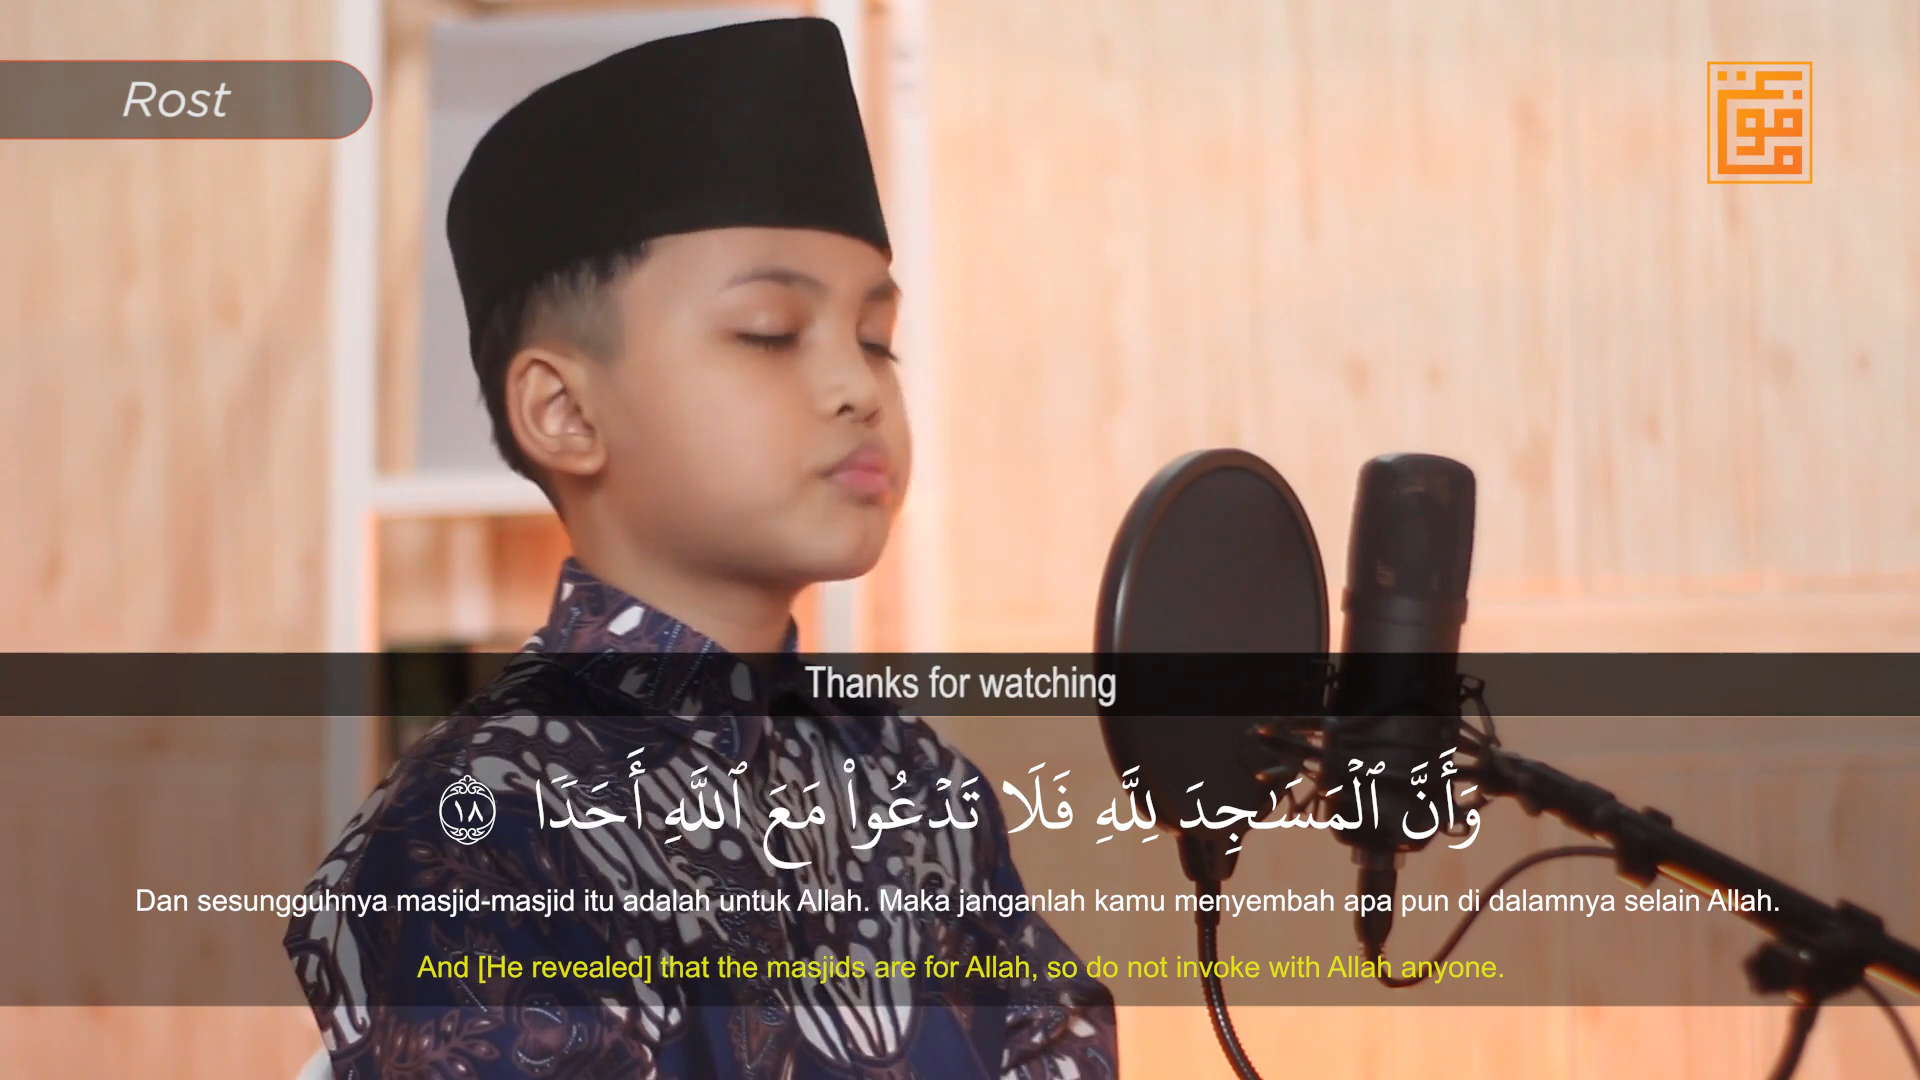 Rost
Thanks for watching
وَأَنَّ ٱلْمَسَـٰجِدَ لِلَّهِ فَلَا تَدْعُوا۟ مَعَ ٱللَّهِ أَحَدًا ١٨
Dan sesungguhnya masjid-masjid itu adalah untuk Allah. Maka janganlah kamu menyembah apa pun di dalamnya selain Allah.
And [He revealed] that the masjids are for Allah, so do not invoke with Allah anyone.